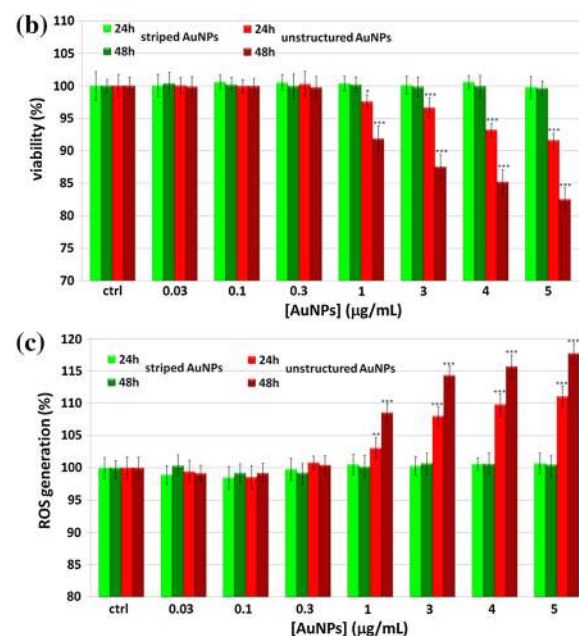 (b)
110
105
100
95
90
85
80
75
70
viability (%)
24h striped AuNPs 24h unstructured AuNPs
48h 48h
* *** *** *** *** *** *** ***
ctrl 0.03 0.1 0.3 1 3 4 5
[AuNPs] (µg/mL)
(c)
120
115
110
105
100
95
90
85
80
ROS generation (%)
24h striped AuNPs 24h unstructured AuNPs
48h 48h
** *** *** *** *** *** *** ***
ctrl 0.03 0.1 0.3 1 3 4 5
[AuNPs] (µg/mL)